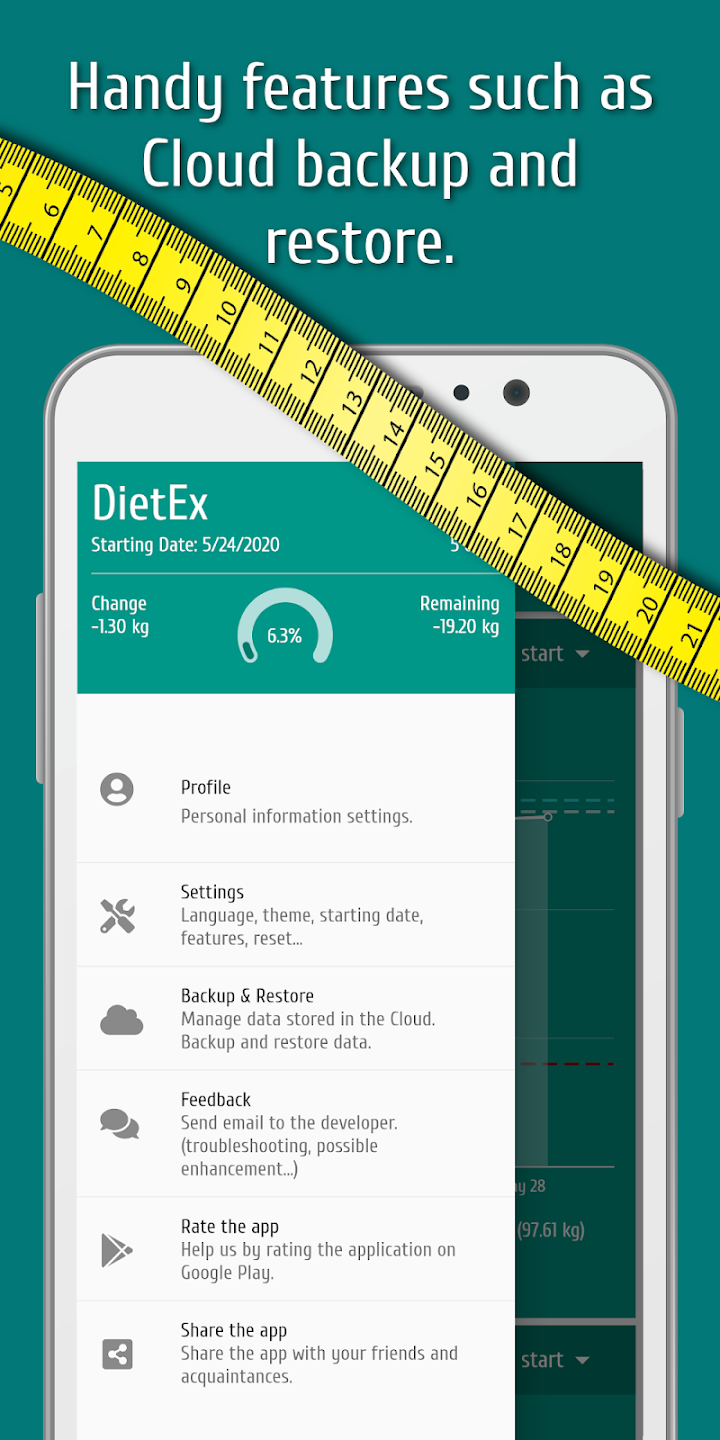 Handy features such as
Cloud backup and
restore.
5
6
7
8
9
10
11
12
13
14
15
16
17
18
19
20
21
DietEx
Starting Date: 5/24/2020
Change
-1.30 kg
6.3%
Remaining
-19.20 kg
start
Profile
Personal information settings.
Settings
Language, theme, starting date,
features, reset...
Backup & Restore
Manage data stored in the Cloud.
Backup and restore data.
Feedback
Send email to the developer.
(troubleshooting, possible
enhancement...)
28
Rate the app
Help us by rating the application on
Google Play.
(97.61 kg)
Share the app
Share the app with your friends and
acquaintances.
start